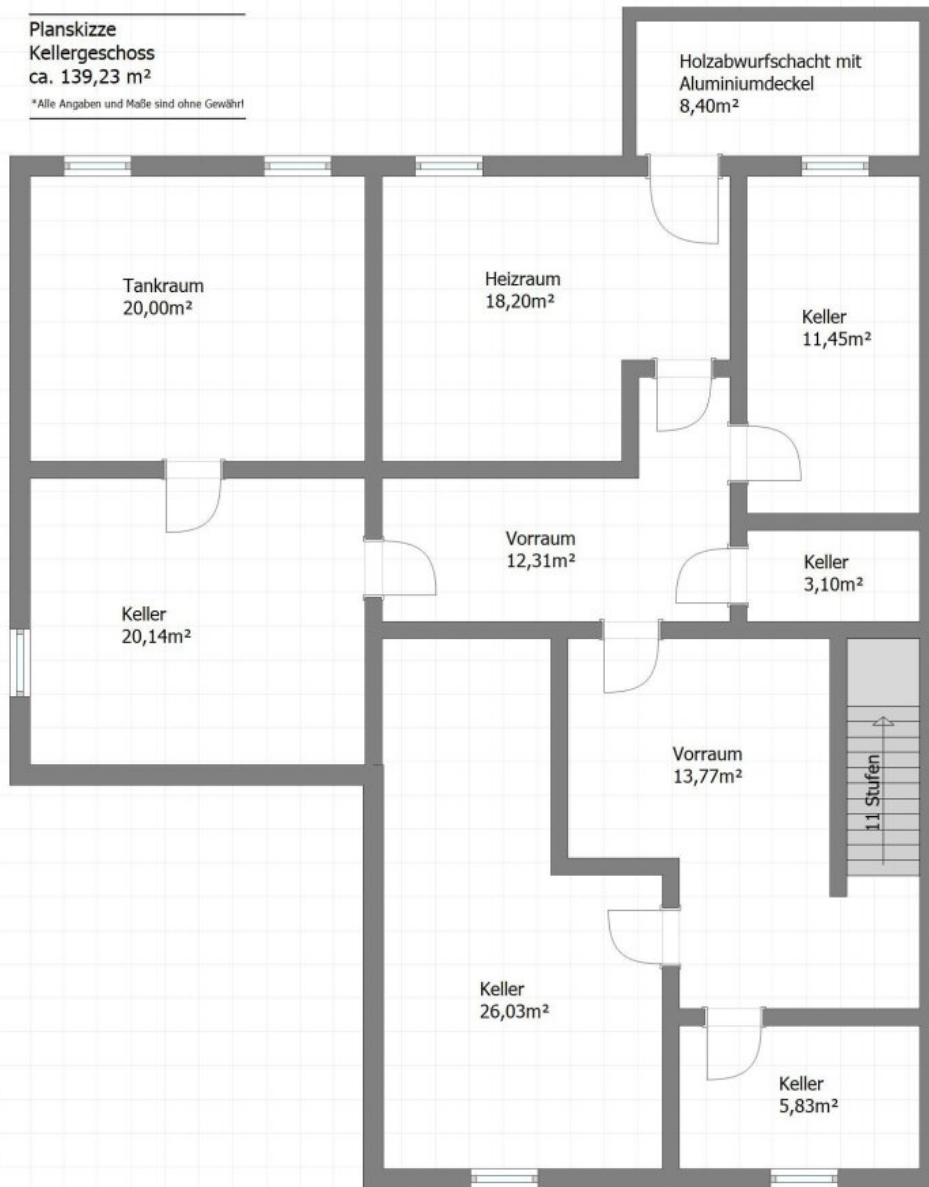 Planskizze
Kellergeschoss
ca. 139,23 m²
*Alle Angaben und Maße sind ohne Gewähr!
Holzabwurfschacht mit
Aluminiumdeckel
8,40m²
Tankraum
20,00m²
Heizraum
18,20m²
Keller
11,45m²
Vorraum
12,31m²
Keller
3,10m²
Keller
20,14m²
Vorraum
13,77m²
11 Stufen
Keller
26,03m²
Keller
5,83m²